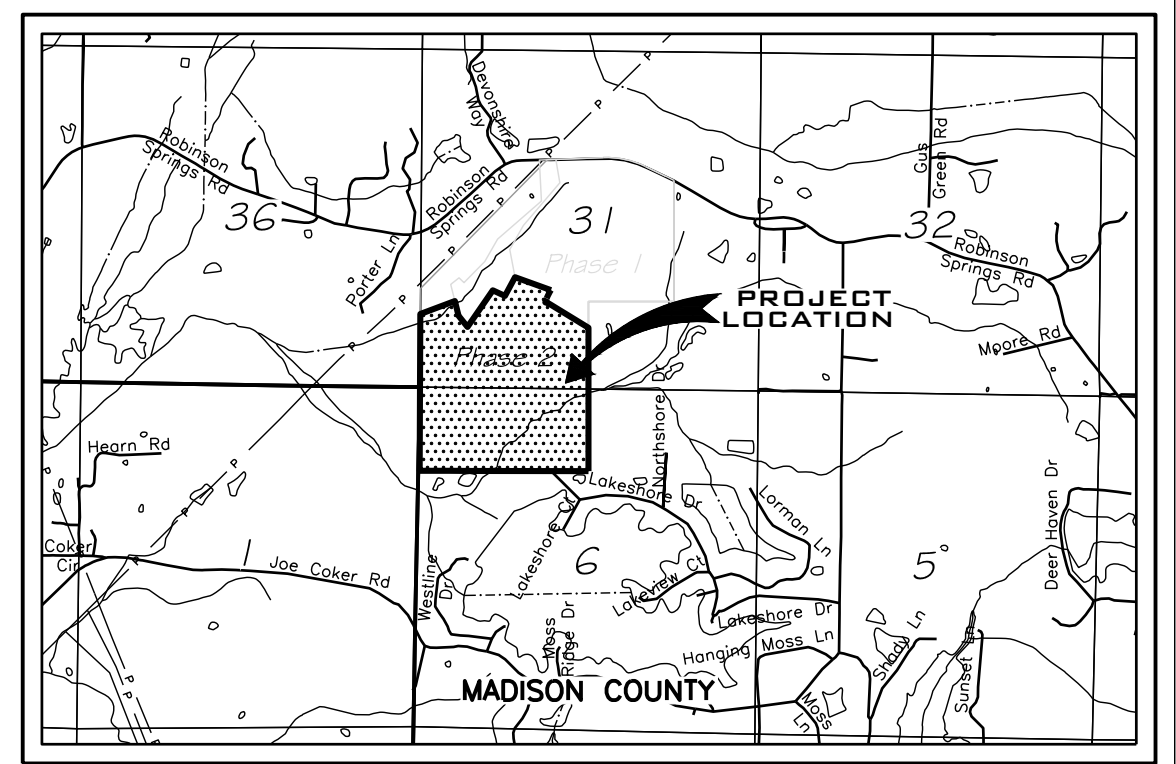 Devonshire
Way
P
P
Robinson
Springs Rd
Gus
Green Rd
36
Robinson
Springs Rd
P
31
32
Robinson
Springs Rd
P
Phase 1
Porter Ln
P
PROJECT
LOCATION
P
Phase 2
Moore Rd
Northshore Dr
Hearn Rd
P
P
Lakeshore Dr
Lorman Ln
Deer Haven Dr
Lakeshore Ct
Coker
Cir
P
1
Joe Coker Rd
Westline
Dr
6
Lakeview Ct
5
Lakeshore Dr
Moss
Ridge Dr
Hanging Moss Ln
Shady Ln
Sunset Ln
P
P
MADISON COUNTY
Moss
Ln